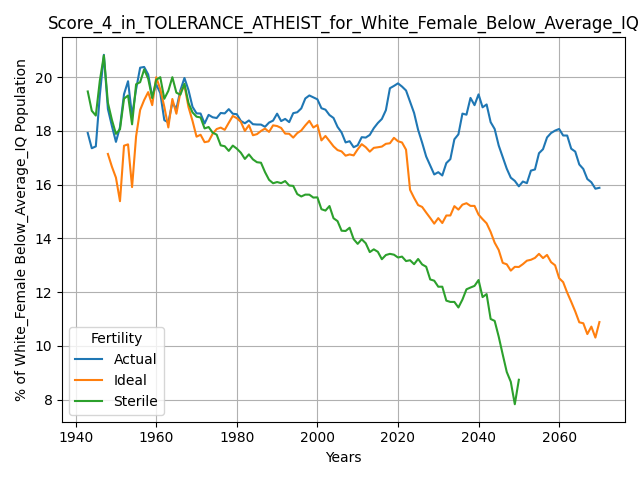 Score_4_in_TOLERANCE_ATHEIST_for_White_Female_Below_Average_IQ
% of White_Female Below_Average_IQ Population
20
18
16
14
12
10
8
Fertility
Actual
Ideal
Sterile
1940 1960 1980 2000 2020 2040 2060
Years